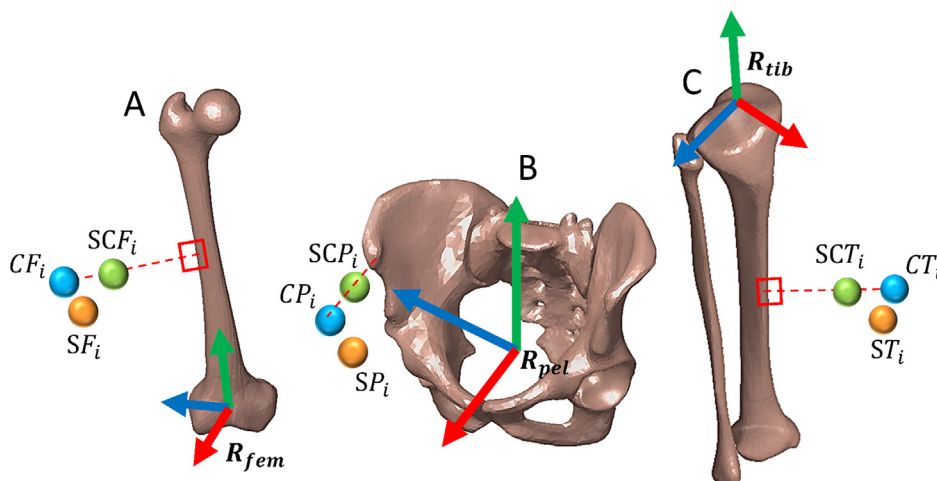 A
CF_i
SCF_i
SF_i
R_fem
B
SCP_i
CP_i
SP_i
R_pel
C
R_tib
SCT_i
CT_i
ST_i